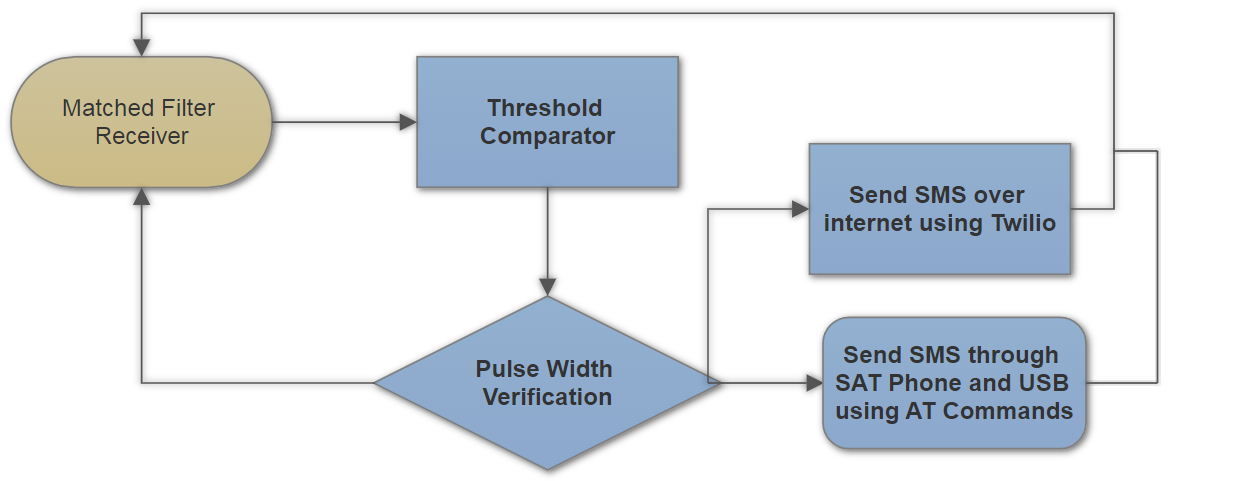 Matched Filter
Receiver
Threshold
Comparator
Send SMS over
internet using Twilio
Pulse Width
Verification
Send SMS through
SAT Phone and USB
using AT Commands